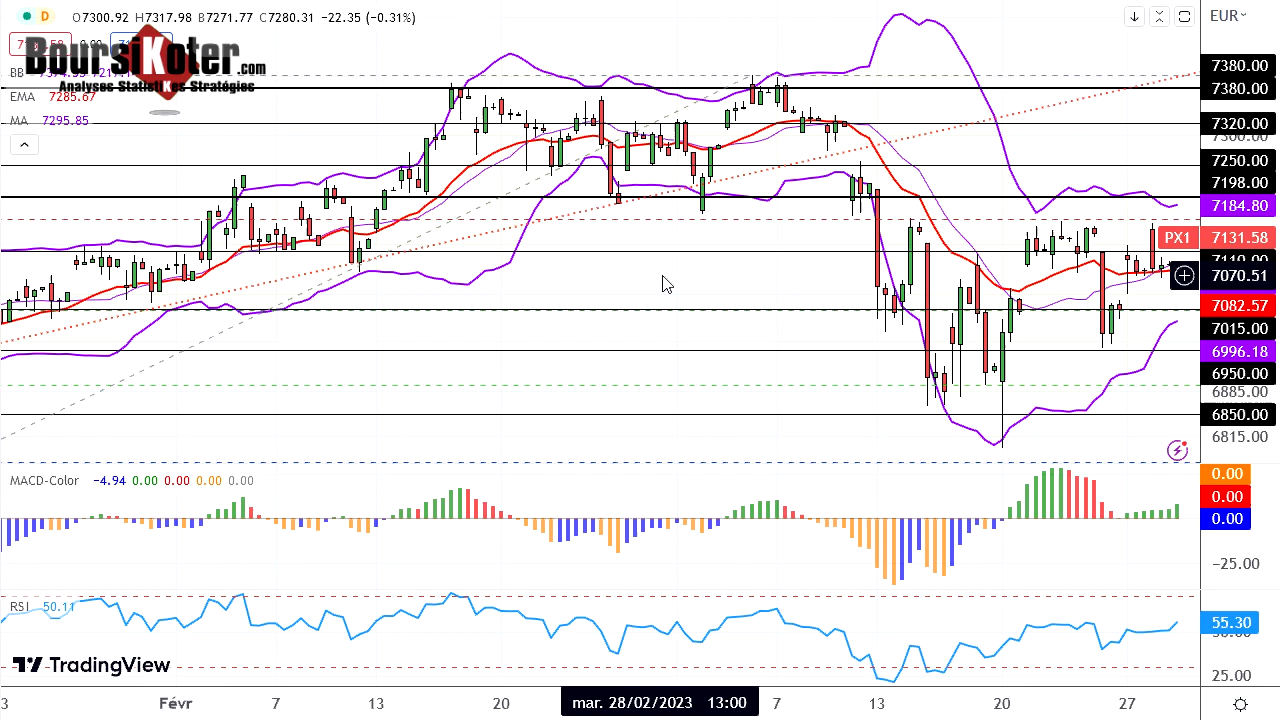 D O7300.92 H7317.98 B7271.77 C7280.31 −22.35 (−0.31%)
BoursiKoter.com
Analyses StatistiKes Stratégies
BB
EMA 7285.67
MA 7295.85
EUR
7380.00
7380.00
7320.00
7250.00
7198.00
7184.80
PX1 7131.58
7070.51
7082.57
7015.00
6996.18
6950.00
6885.00
6850.00
6815.00
MACD-Color −4.94 0.00 0.00 0.00 0.00
0.00
0.00
0.00
−25.00
RSI 50.11
55.30
25.00
TradingView
3 Févr 7 13 20 mar. 28/02/2023 13:00 7 13 20 27